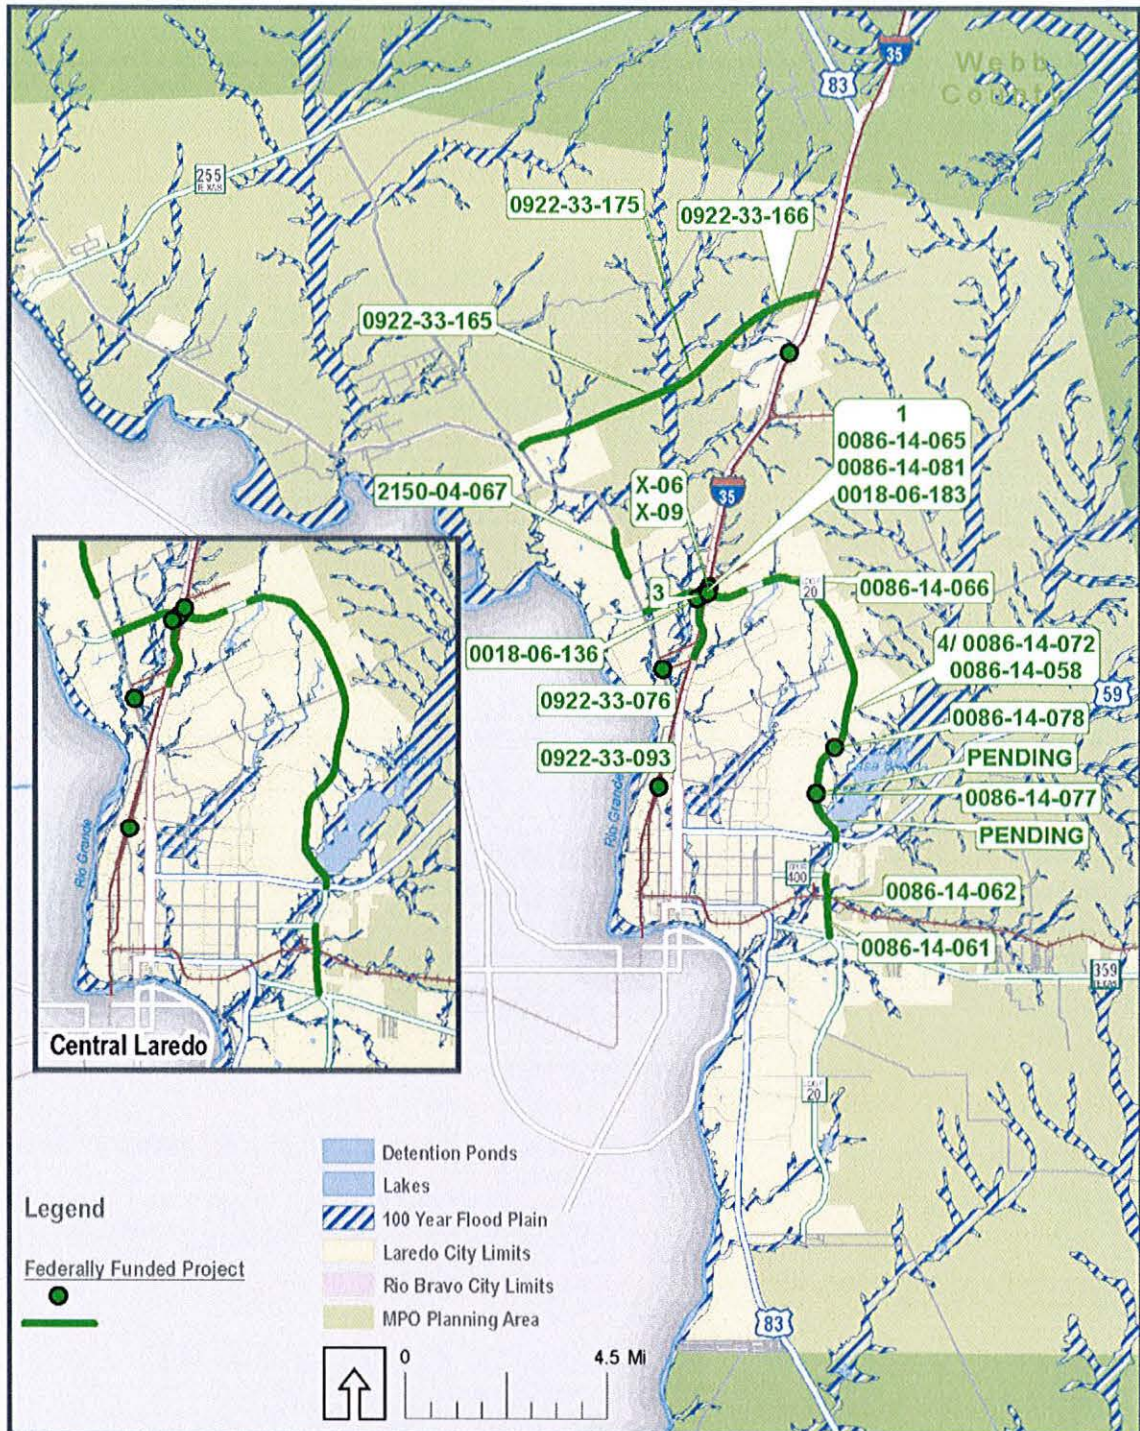 35
Webb
County
83
255
TEXAS
0922-33-175
0922-33-166
0922-33-165
1
0086-14-065
0086-14-081
0018-06-183
X-06
X-09
35
2150-04-067
3
LOOP
20
0086-14-066
0018-06-136
4/ 0086-14-072
0086-14-058
59
0922-33-076
0086-14-078
0922-33-093
PENDING
0086-14-077
PENDING
Rio Grande
Rio Grande
400
0086-14-062
0086-14-061
359
TEXAS
Central Laredo
LOOP
20
Legend
Federally Funded Project
Detention Ponds
Lakes
100 Year Flood Plain
Laredo City Limits
Rio Bravo City Limits
MPO Planning Area
0
4.5 Mi
83